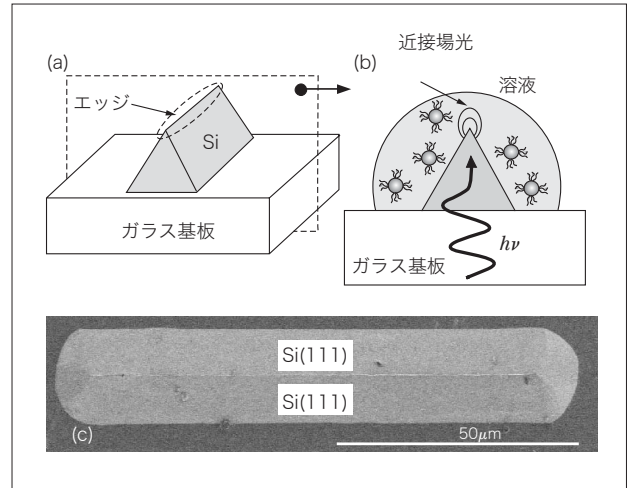 (a)
エッジ
Si
ガラス基板
(b)
近接場光
溶液
hν
ガラス基板
Si(111)
Si(111)
(c)
50μm